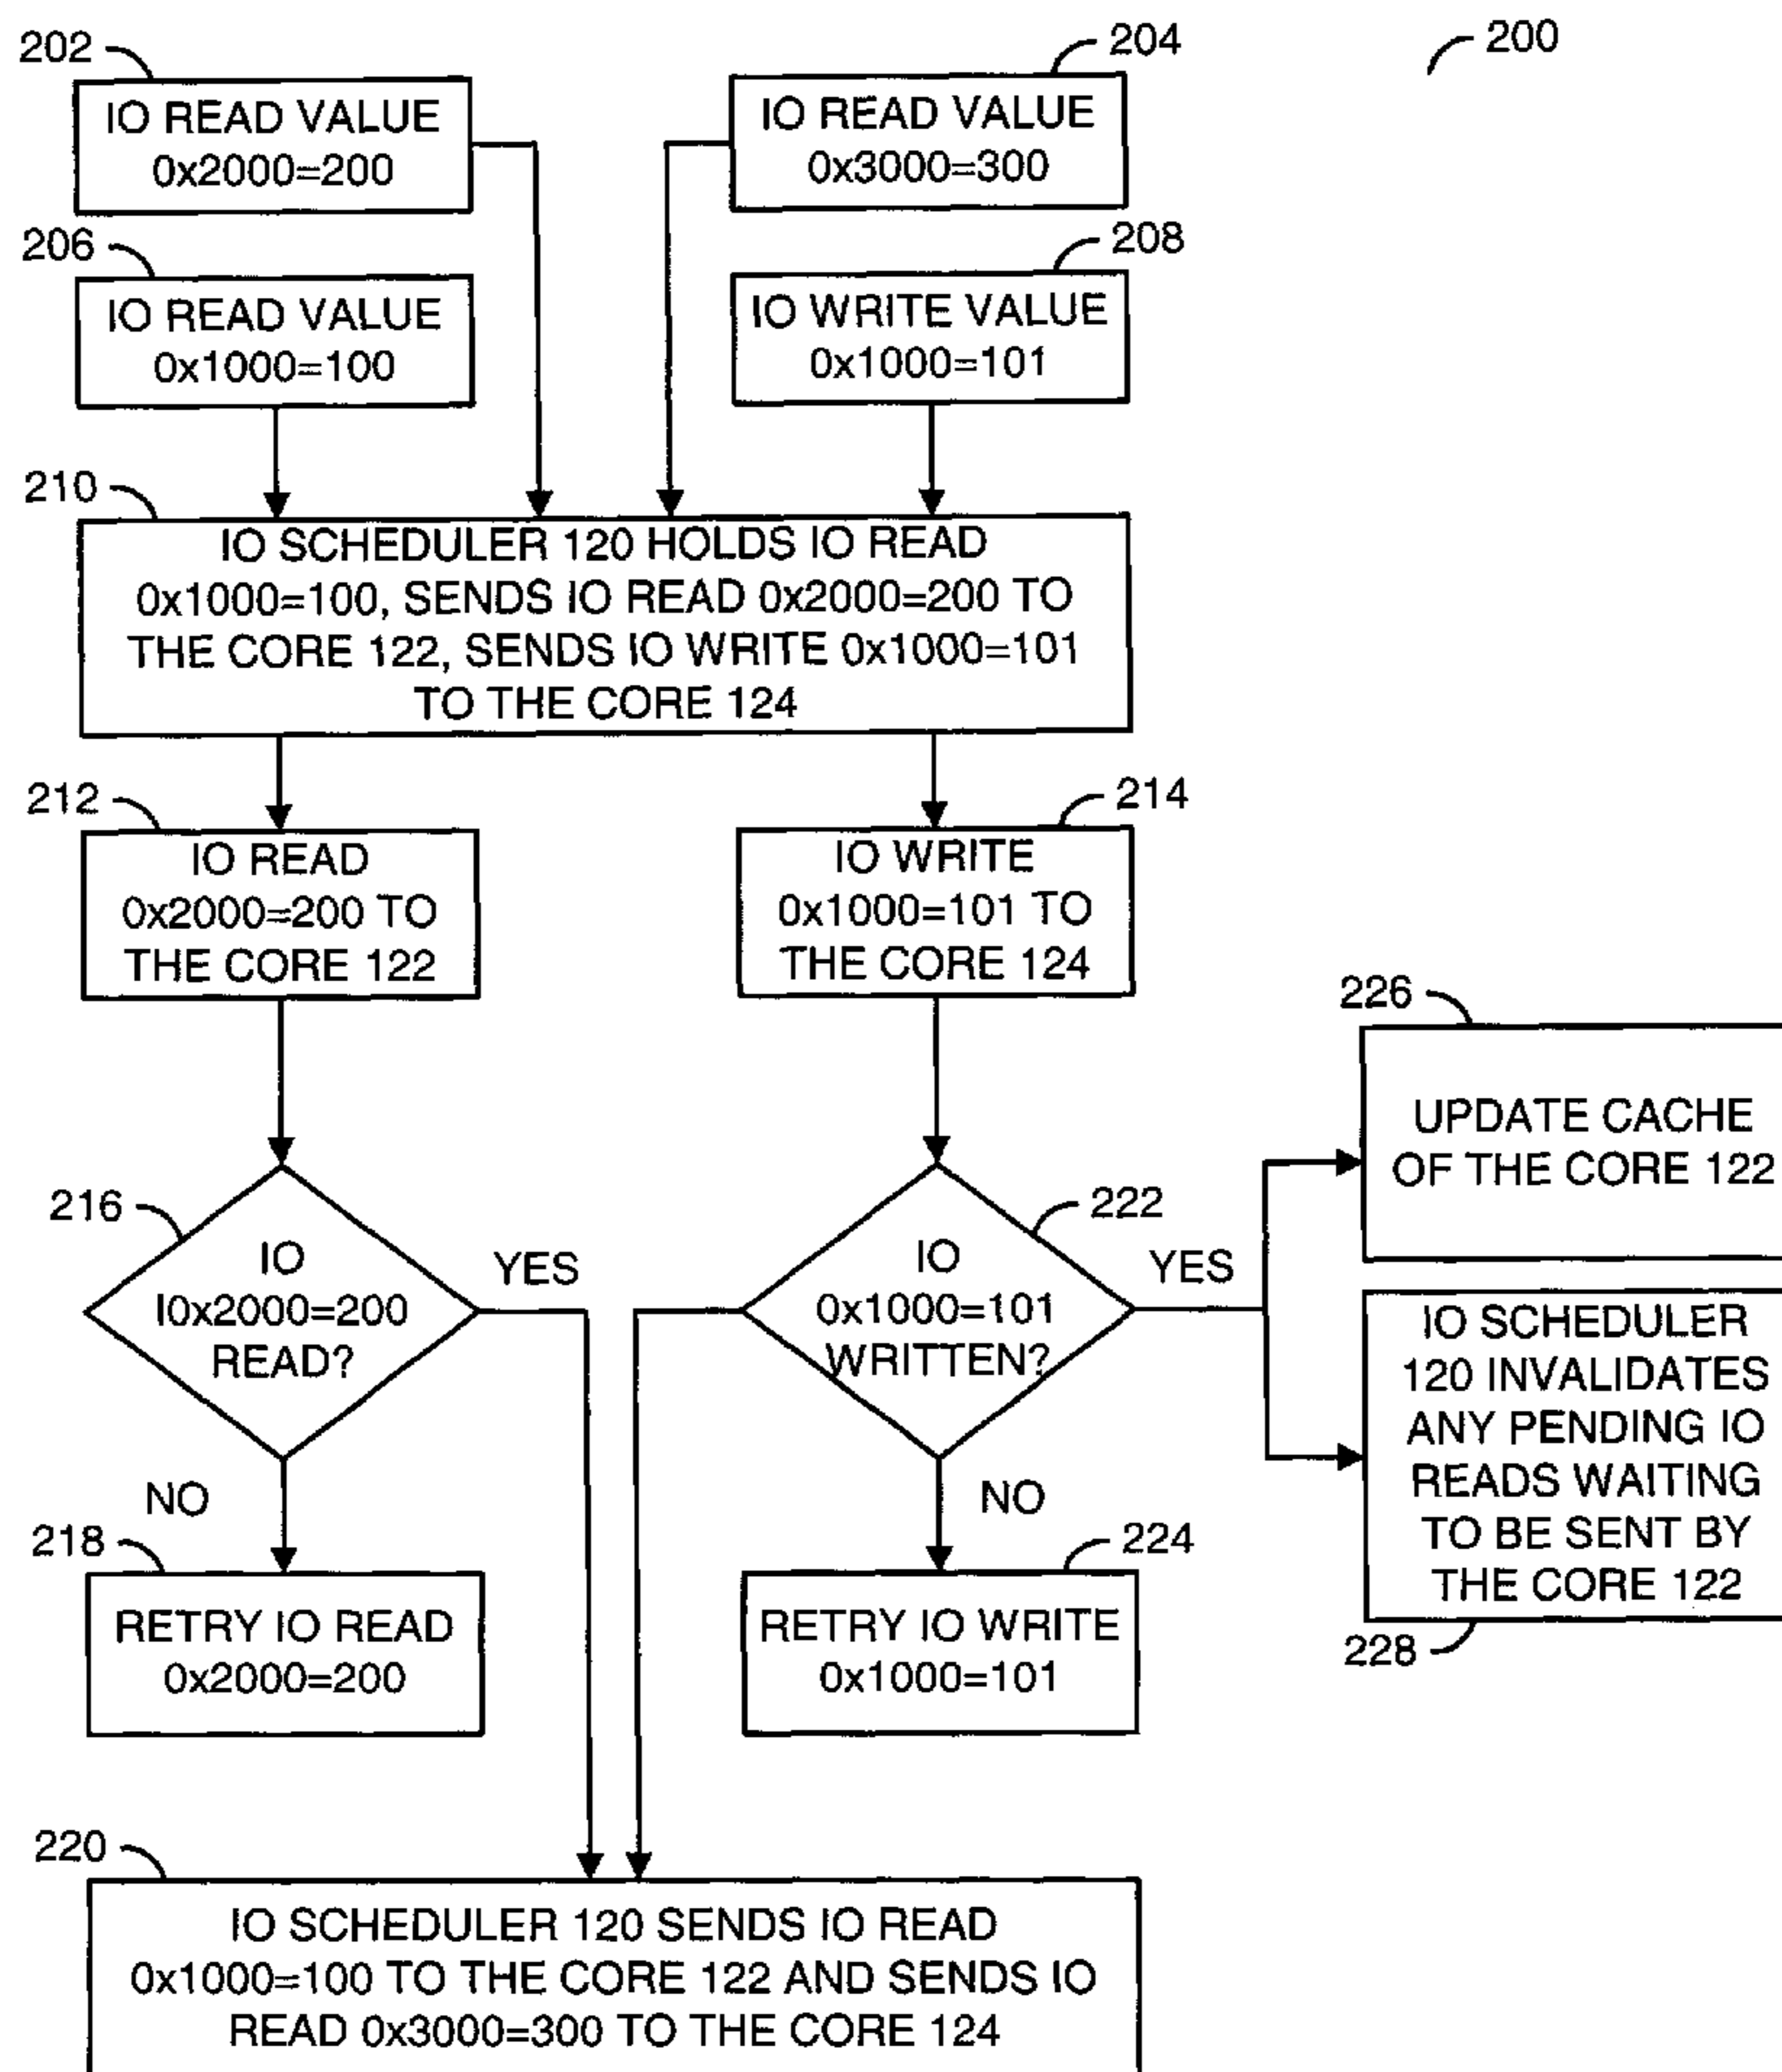 200
202
IO READ VALUE
0x2000=200
204
IO READ VALUE
0x3000=300
206
IO READ VALUE
0x1000=100
208
IO WRITE VALUE
0x1000=101
210
IO SCHEDULER 120 HOLDS IO READ
0x1000=100, SENDS IO READ 0x2000=200 TO
THE CORE 122, SENDS IO WRITE 0x1000=101
TO THE CORE 124
212
IO READ
0x2000=200 TO
THE CORE 122
214
IO WRITE
0x1000=101 TO
THE CORE 124
216
IO
I0x2000=200
READ?
YES
NO
222
IO
0x1000=101
WRITTEN?
YES
NO
226
UPDATE CACHE
OF THE CORE 122
IO SCHEDULER
120 INVALIDATES
ANY PENDING IO
READS WAITING
TO BE SENT BY
THE CORE 122
228
218
RETRY IO READ
0x2000=200
224
RETRY IO WRITE
0x1000=101
220
IO SCHEDULER 120 SENDS IO READ
0x1000=100 TO THE CORE 122 AND SENDS IO
READ 0x3000=300 TO THE CORE 124